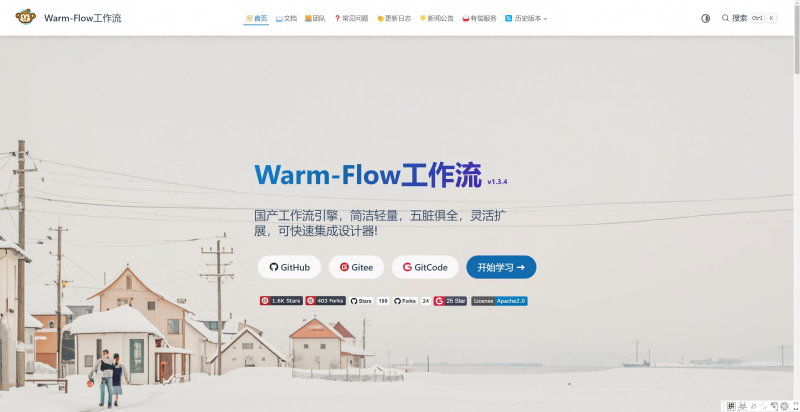 Warm-Flow工作流
首页 文档 团队 常见问题 更新日志 新闻公告 有偿服务 历史版本
搜索 Ctrl K
Warm-Flow工作流 v1.3.4
国产工作流引擎，简洁轻量，五脏俱全，灵活扩
展，可快速集成设计器!
GitHub Gitee GitCode 开始学习
1.6K Stars 403 Forks Stars 199 Forks 24 25 Star License Apache2.0